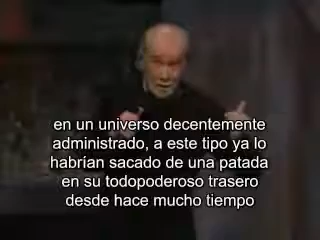 en un universo decentemente
administrado, a este tipo ya lo
habrían sacado de una patada
en su todopoderoso trasero
desde hace mucho tiempo